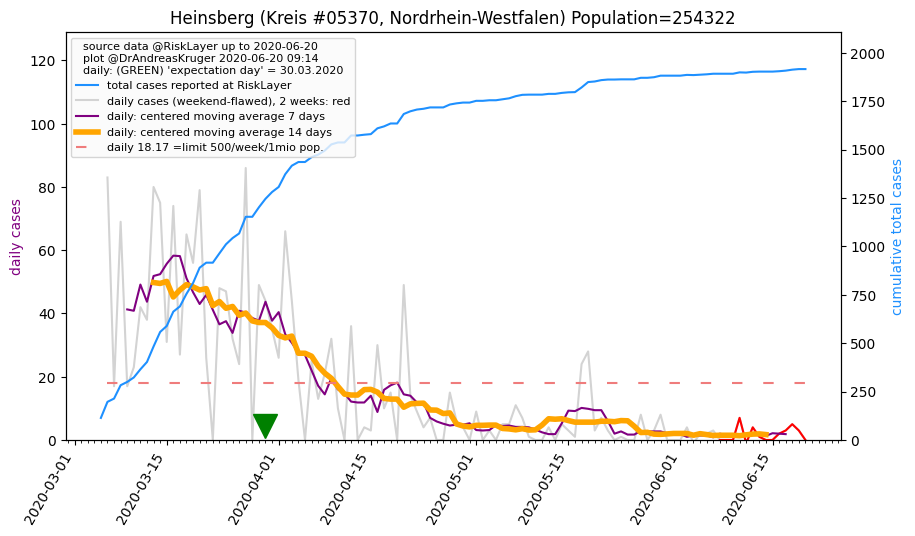 Heinsberg (Kreis #05370, Nordrhein-Westfalen) Population=254322
source data @RiskLayer up to 2020-06-20
plot @DrAndreasKruger 2020-06-20 09:14
daily: (GREEN) 'expectation day' = 30.03.2020
total cases reported at RiskLayer
daily cases (weekend-flawed), 2 weeks: red
daily: centered moving average 7 days
daily: centered moving average 14 days
daily 18.17 =limit 500/week/1mio pop.
daily cases
120
100
80
60
40
20
0
cumulative total cases
2000
1750
1500
1250
1000
750
500
250
0
2020-03-01
2020-03-15
2020-04-01
2020-04-15
2020-05-01
2020-05-15
2020-06-01
2020-06-15